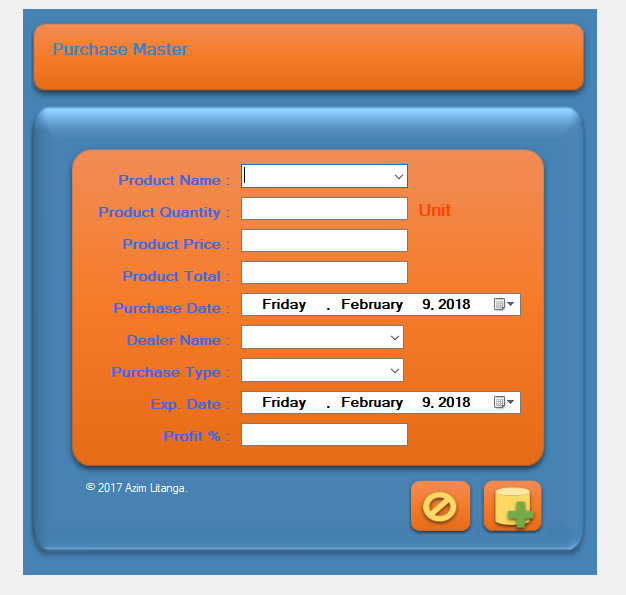 Purchase Master
Product Name :
Product Quantity : Unit
Product Price :
Product Total :
Purchase Date : Friday , February 9, 2018
Dealer Name :
Purchase Type :
Exp. Date : Friday , February 9, 2018
Profit % :
© 2017 Azim Litanga.